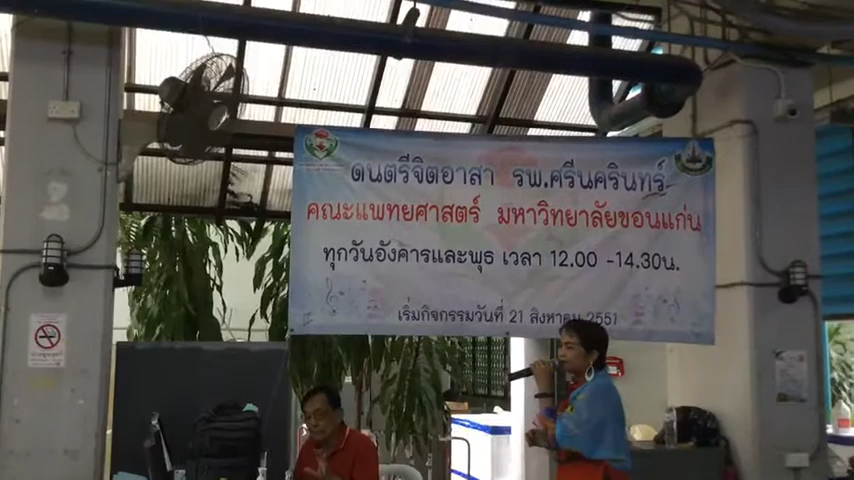 ดนตรีจิตอาสา รพ.ศรีนครินทร์
คณะแพทยศาสตร์ มหาวิทยาลัยขอนแก่น
ทุกวันอังคารและพุธ เวลา 12.00 -14.30น.
เริ่มกิจกรรมวันที่ 21 สิงหาคม 2551